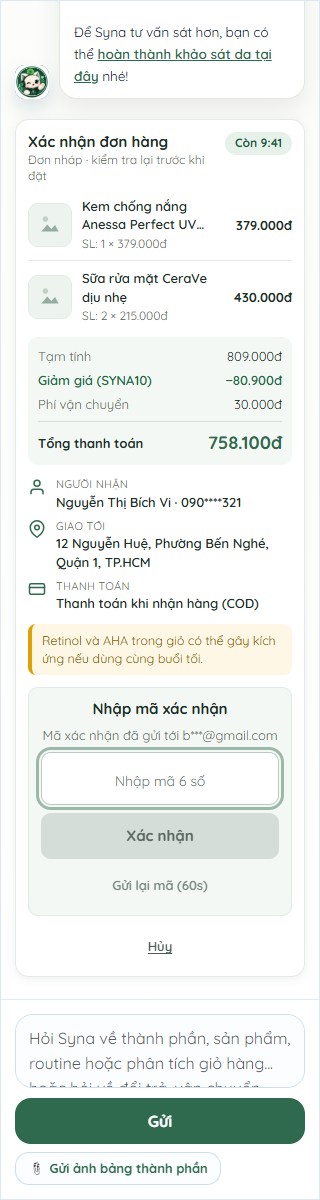 Để Syna tư vấn sát hơn, bạn có
thể hoàn thành khảo sát da tại
đây nhé!
Xác nhận đơn hàng
Còn 9:41
Đơn nháp · kiểm tra lại trước khi
đặt
Kem chống nắng
Anessa Perfect UV...
379.000đ
SL: 1 × 379.000đ
Sữa rửa mặt CeraVe
dịu nhẹ
430.000đ
SL: 2 × 215.000đ
Tạm tính 809.000đ
Giảm giá (SYNA10) −80.900đ
Phí vận chuyển 30.000đ
Tổng thanh toán 758.100đ
NGƯỜI NHẬN
Nguyễn Thị Bích Vi · 090****321
GIAO TỚI
12 Nguyễn Huệ, Phường Bến Nghé,
Quận 1, TP.HCM
THANH TOÁN
Thanh toán khi nhận hàng (COD)
Retinol và AHA trong giỏ có thể gây kích
ứng nếu dùng cùng buổi tối.
Nhập mã xác nhận
Mã xác nhận đã gửi tới b***@gmail.com
Nhập mã 6 số
Xác nhận
Gửi lại mã (60s)
Hủy
Hỏi Syna về thành phần, sản phẩm,
routine hoặc phân tích giỏ hàng...
hoặc hỏi về đổi trả, vận chuyển
Gửi
Gửi ảnh bảng thành phần